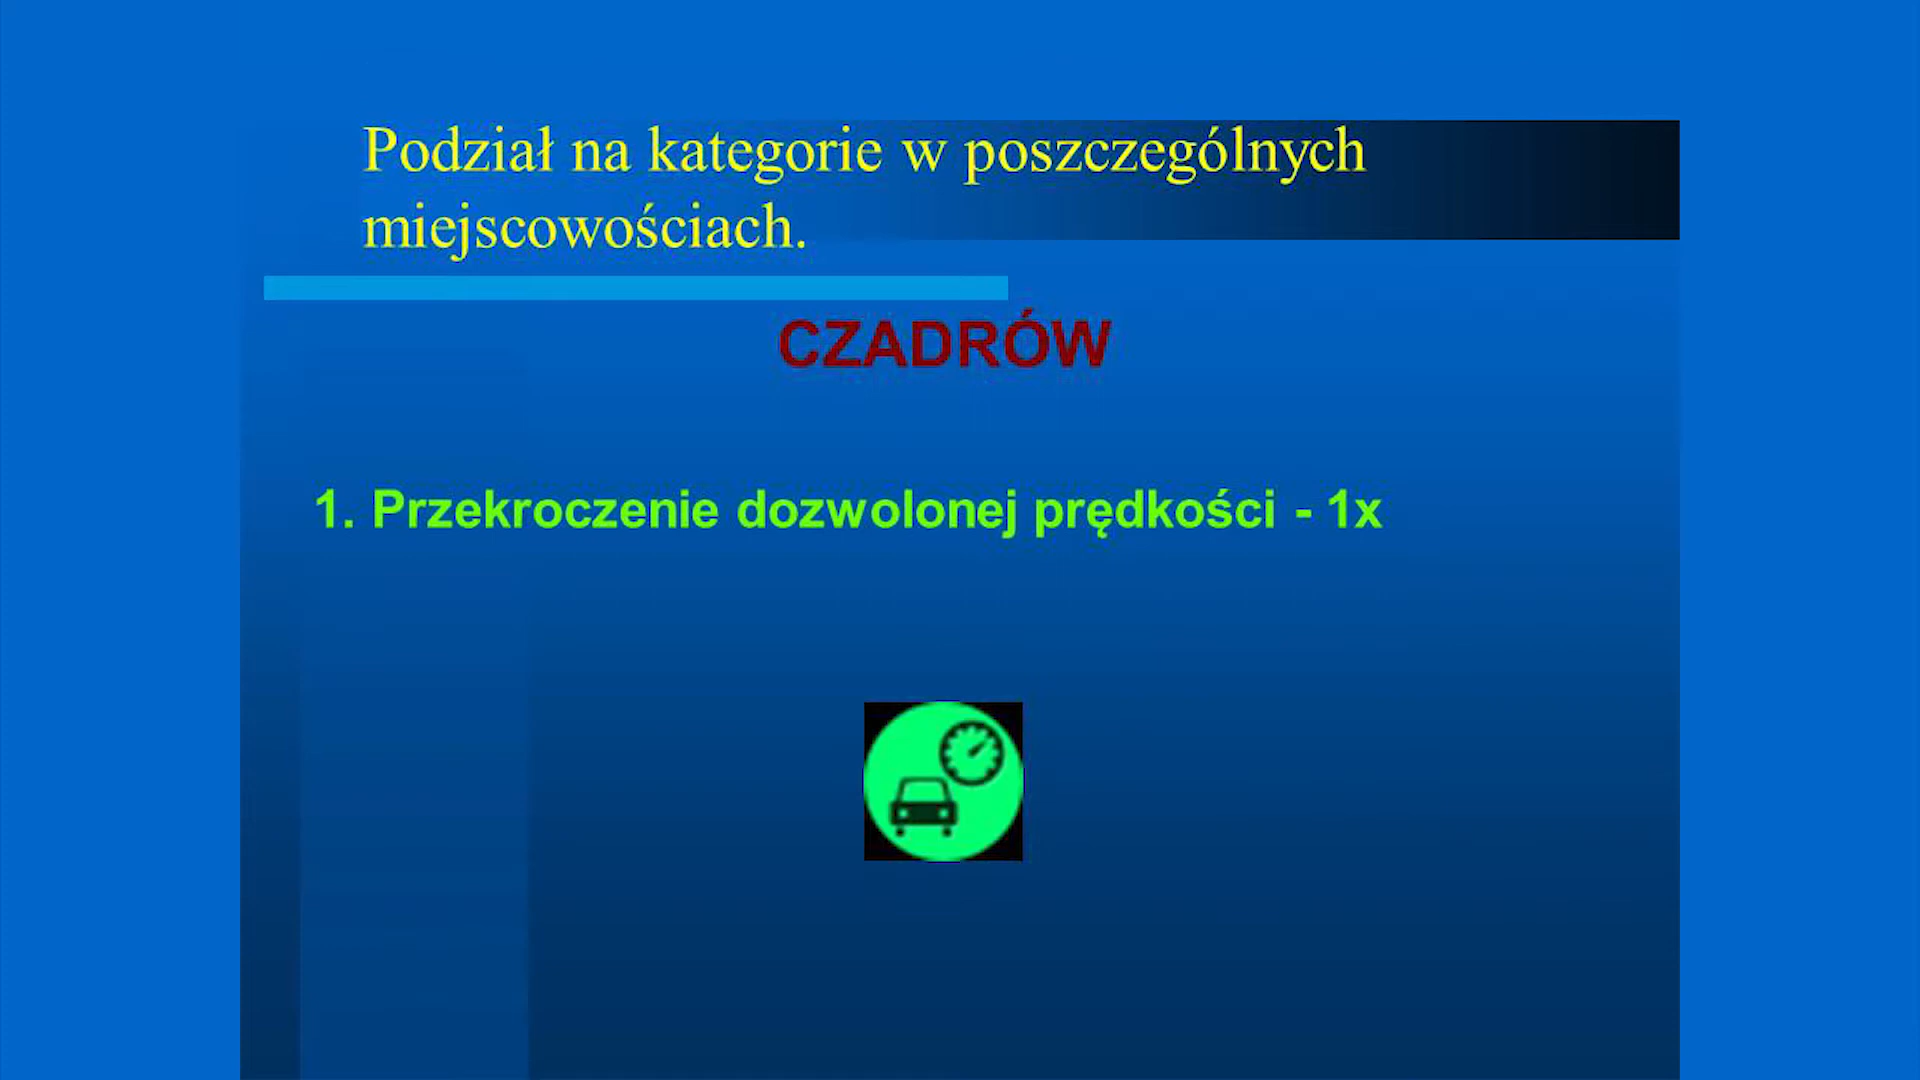 Podział na kategorie w poszczególnych
miejscowościach.
CZADRÓW
1. Przekroczenie dozwolonej prędkości - 1x